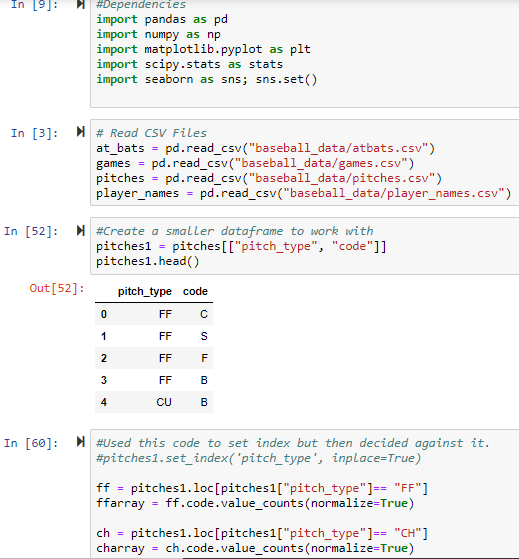 In [9]:
#Dependencies
import pandas as pd
import numpy as np
import matplotlib.pyplot as plt
import scipy.stats as stats
import seaborn as sns; sns.set()
In [3]:
# Read CSV Files
at_bats = pd.read_csv("baseball_data/atbats.csv")
games = pd.read_csv("baseball_data/games.csv")
pitches = pd.read_csv("baseball_data/pitches.csv")
player_names = pd.read_csv("baseball_data/player_names.csv")
In [52]:
#Create a smaller dataframe to work with
pitches1 = pitches[["pitch_type", "code"]]
pitches1.head()
Out[52]:
pitch_type code
0 FF C
1 FF S
2 FF F
3 FF B
4 CU B
In [60]:
#Used this code to set index but then decided against it.
#pitches1.set_index('pitch_type', inplace=True)
ff = pitches1.loc[pitches1["pitch_type"]== "FF"]
ffarray = ff.code.value_counts(normalize=True)
ch = pitches1.loc[pitches1["pitch_type"]== "CH"]
charray = ch.code.value_counts(normalize=True)